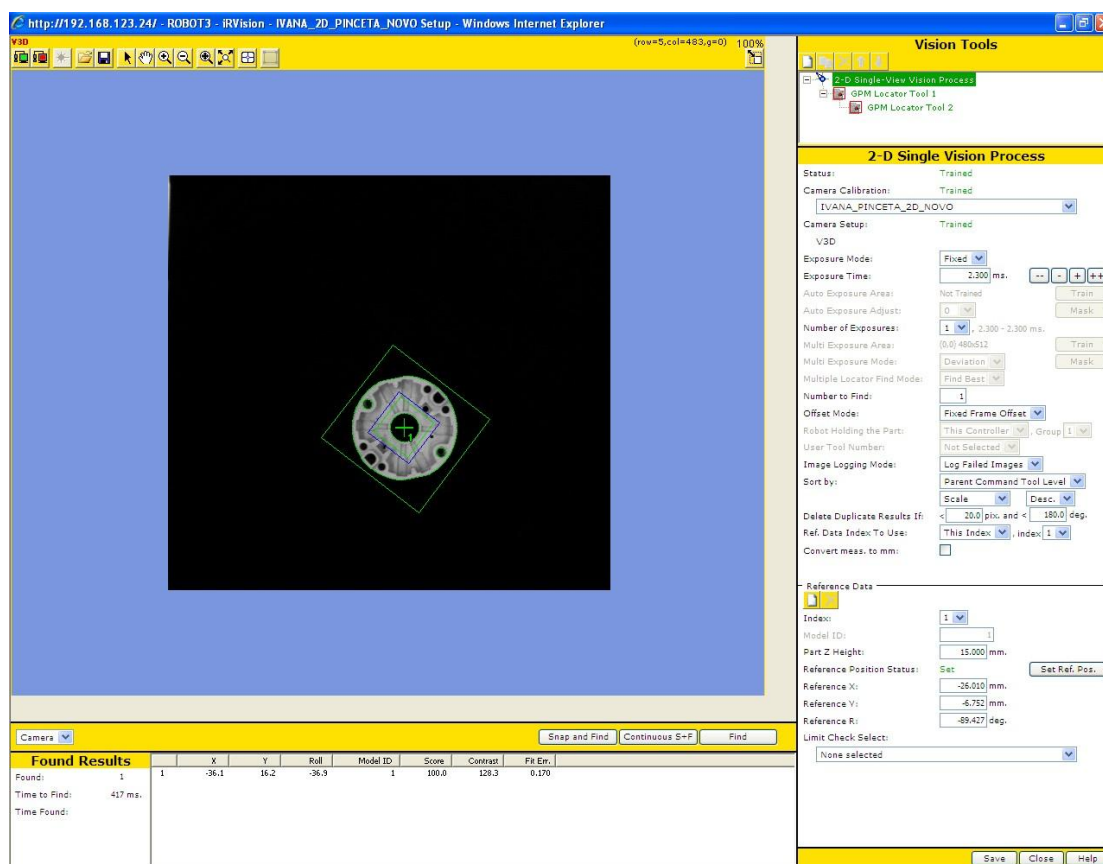 http://192.168.123.24/ - ROBOT3 - iRVision - IVANA_2D_PINCETA_NOVO Setup - Windows Internet Explorer
V3D
(row=5,col=483,g=0) 100%
1
Vision Tools
2-D Single-View Vision Process
GPM Locator Tool 1
GPM Locator Tool 2
2-D Single Vision Process
Status: Trained
Camera Calibration: Trained
IVANA_PINCETA_2D_NOVO
Camera Setup: Trained
V3D
Exposure Mode: Fixed
Exposure Time: 2.300 ms. -- - + ++
Auto Exposure Area: Not Trained Train
Auto Exposure Adjust: 0 Mask
Number of Exposures: 1 , 2.300 - 2.300 ms.
Multi Exposure Area: (0,0) 480x512 Train
Multi Exposure Mode: Deviation Mask
Multiple Locator Find Mode: Find Best
Number to Find: 1
Offset Mode: Fixed Frame Offset
Robot Holding the Part: This Controller , Group 1
User Tool Number: Not Selected
Image Logging Mode: Log Failed Images
Sort by: Parent Command Tool Level
Scale Desc.
Delete Duplicate Results If: < 20.0 pix. and < 180.0 deg.
Ref. Data Index To Use: This Index , index 1
Convert meas. to mm:
Reference Data
Index: 1
Model ID: 1
Part Z Height: 15.000 mm.
Reference Position Status: Set Set Ref. Pos.
Reference X: -26.010 mm.
Reference Y: -6.752 mm.
Reference R: -89.427 deg.
Limit Check Select:
None selected
Camera Snap and Find Continuous S+F Find
Found Results
Found: 1
Time to Find: 417 ms.
Time Found:
X Y Roll Model ID Score Contrast Fit Err.
1 -36.1 16.2 -36.9 1 100.0 128.3 0.170
Save Close Help